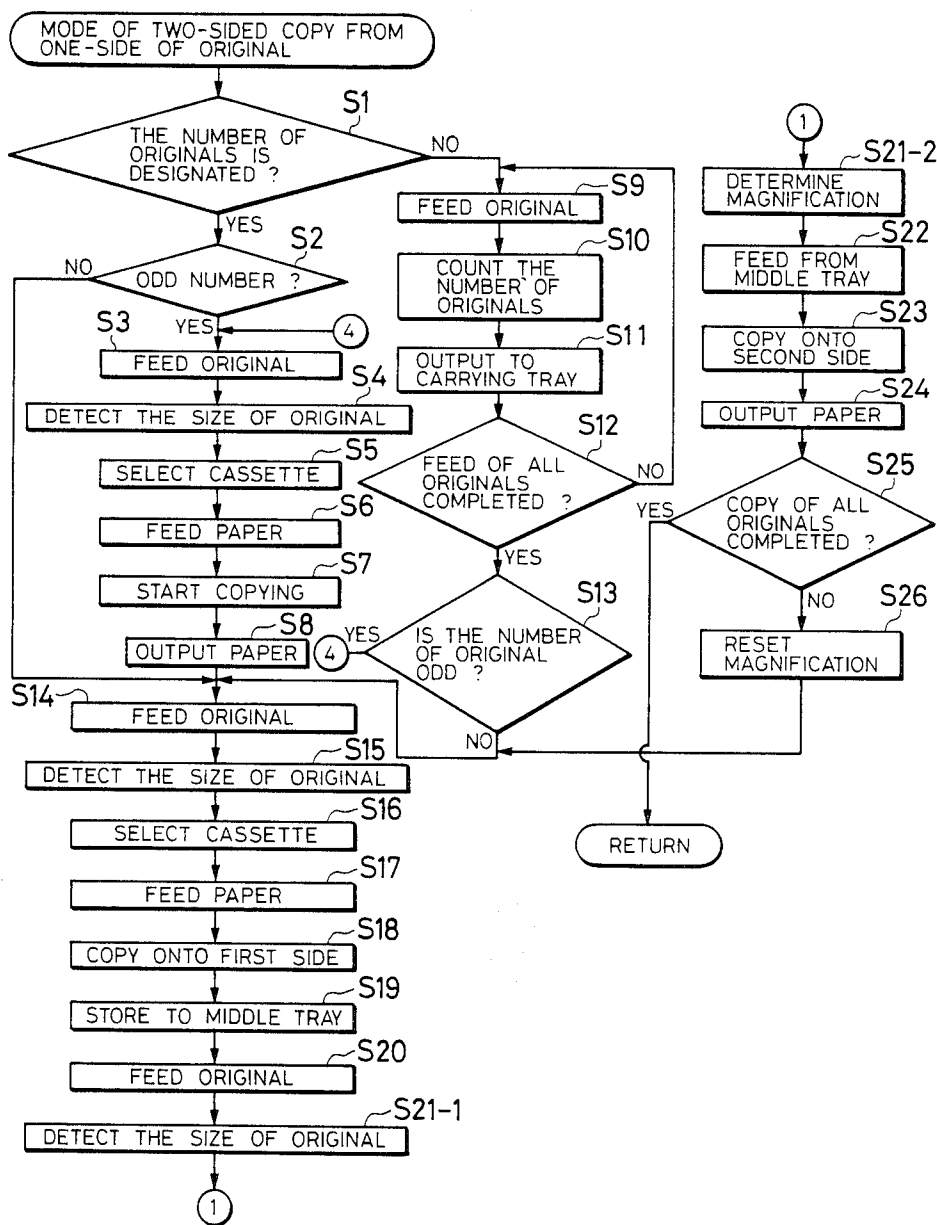 MODE OF TWO-SIDED COPY FROM
ONE-SIDE OF ORIGINAL
S1
THE NUMBER OF
ORIGINALS IS
DESIGNATED ?
NO
YES
S2
NO
ODD NUMBER ?
YES
4
S3
FEED ORIGINAL
S4
DETECT THE SIZE OF ORIGINAL
S5
SELECT CASSETTE
S6
FEED PAPER
S7
START COPYING
S8
OUTPUT PAPER
S14
FEED ORIGINAL
S15
DETECT THE SIZE OF ORIGINAL
S16
SELECT CASSETTE
S17
FEED PAPER
S18
COPY ONTO FIRST SIDE
S19
STORE TO MIDDLE TRAY
S20
FEED ORIGINAL
S21-1
DETECT THE SIZE OF ORIGINAL
1
S9
FEED ORIGINAL
S10
COUNT THE
NUMBER OF
ORIGINALS
S11
OUTPUT TO
CARRYING TRAY
S12
FEED OF ALL
ORIGINALS
COMPLETED ?
NO
YES
S13
YES
4
IS THE NUMBER
OF ORIGINAL
ODD ?
NO
1
S21-2
DETERMINE
MAGNIFICATION
S22
FEED FROM
MIDDLE TRAY
S23
COPY ONTO
SECOND SIDE
S24
OUTPUT PAPER
S25
YES
COPY OF ALL
ORIGINALS
COMPLETED ?
NO
S26
RESET
MAGNIFICATION
RETURN